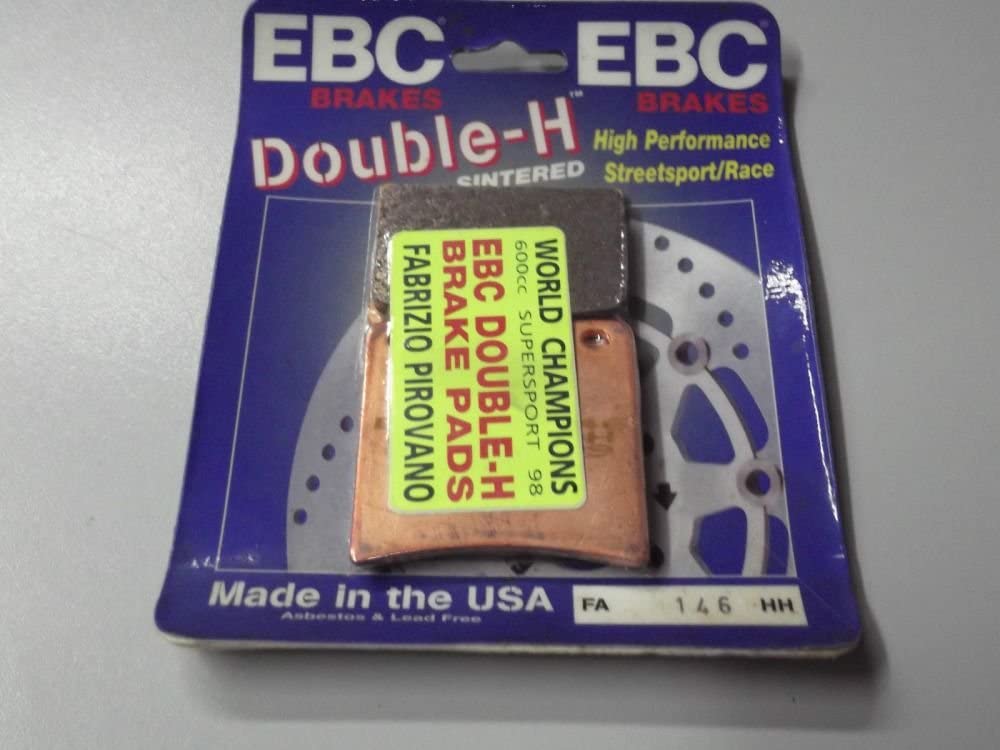 EBC EBC
BRAKES BRAKES
Double-H™
SINTERED
High Performance
Streetsport/Race
WORLD CHAMPIONS
600cc SUPERSPORT 98
EBC DOUBLE-H
BRAKE PADS
FABRIZIO PIROVANO
Made in the USA
Asbestos & Lead Free
FA 146 HH